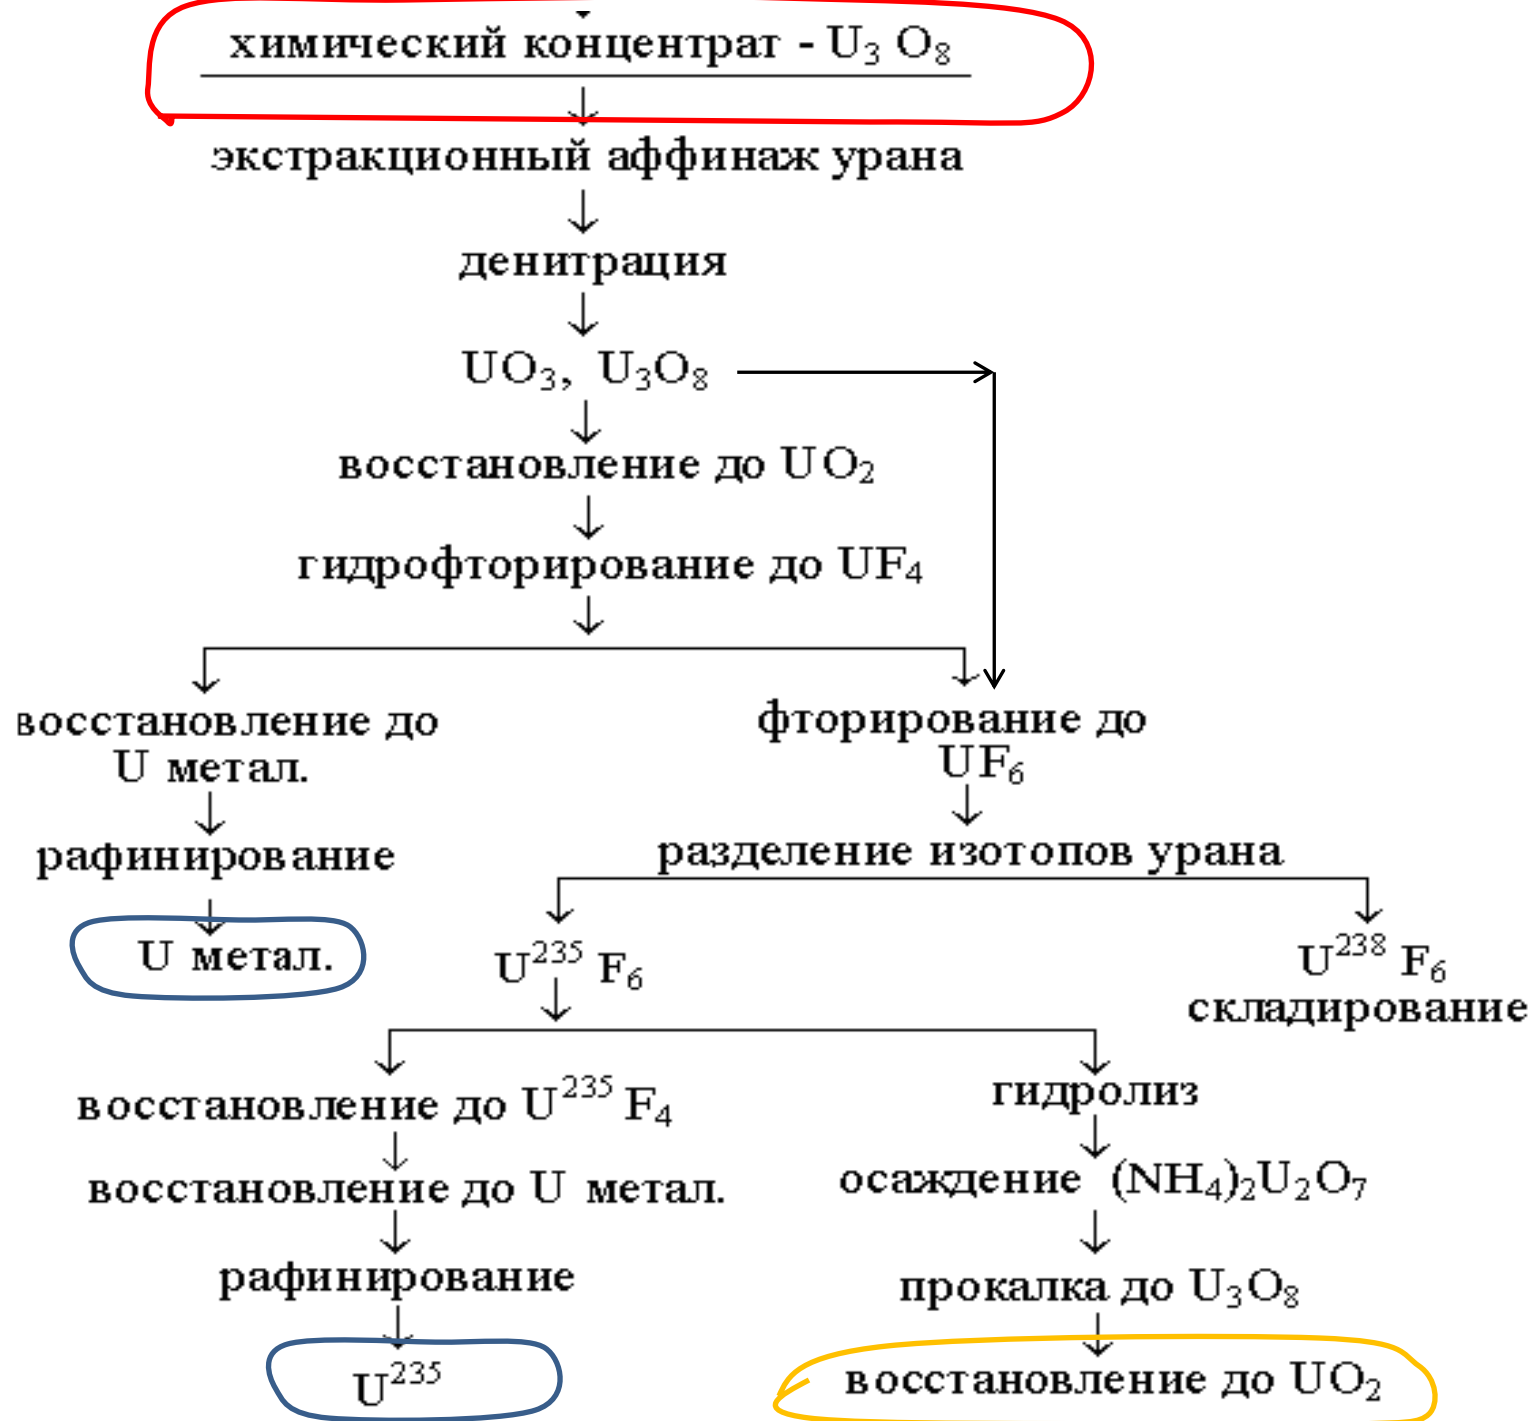 химический концентрат - U₃ O₈
экстракционный аффинаж урана
денитрация
UO₃, U₃O₈
восстановление до UO₂
гидрофторирование до UF₄
восстановление до
U метал.
фторирование до
UF₆
рафинирование
разделение изотопов урана
U метал.
U²³⁵ F₆
U²³⁸ F₆
складирование
восстановление до U²³⁵ F₄
гидролиз
восстановление до U метал.
осаждение (NH₄)₂U₂O₇
рафинирование
прокалка до U₃O₈
U²³⁵
восстановление до UO₂